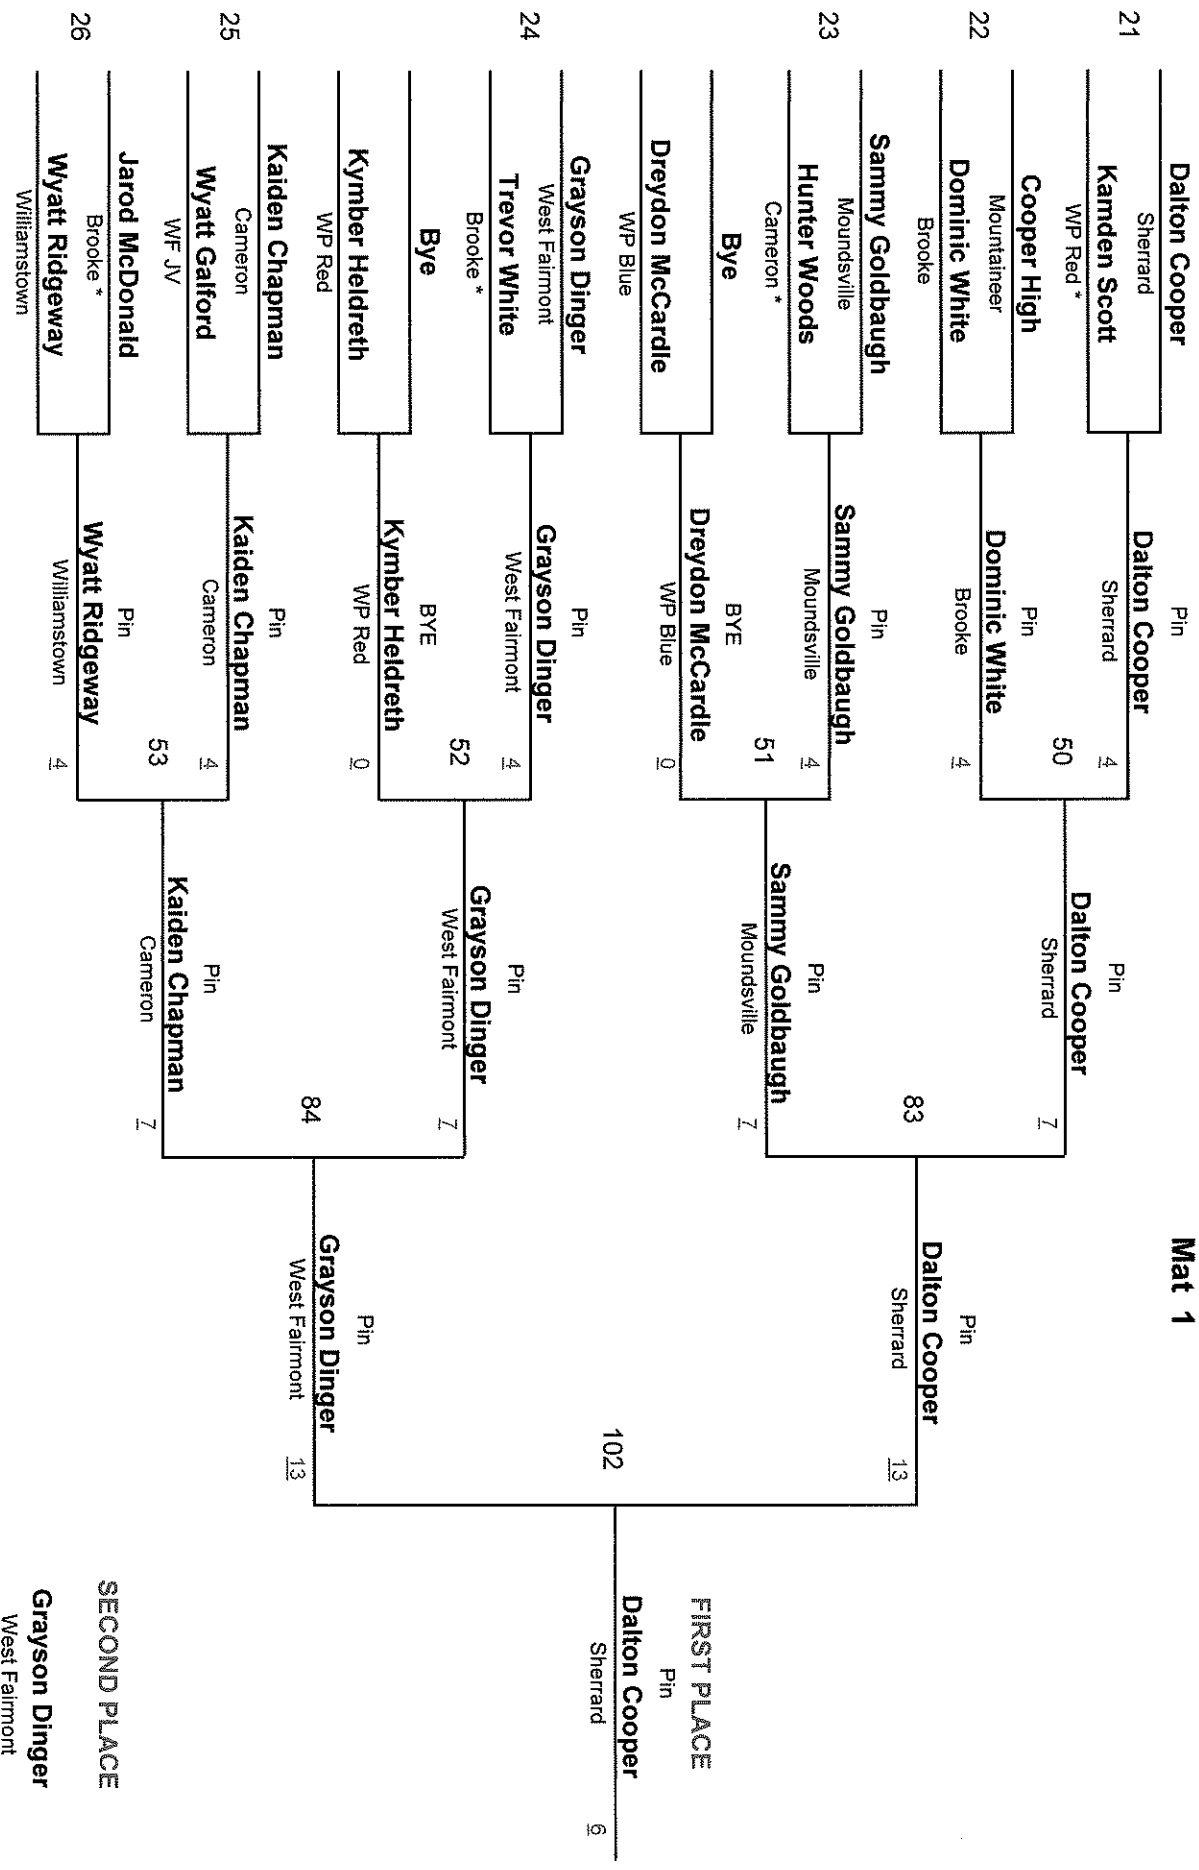 Mat 1
21
Dalton Cooper
Sherrard
Kamden Scott
WP Red *
22
Cooper High
Mountaineer
Dominic White
Brooke
23
Sammy Goldbaugh
Moundsville
Hunter Woods
Cameron *
Bye
Dreydon McCardle
WP Blue
24
Grayson Dinger
West Fairmont
Trevor White
Brooke *
Bye
Kymber Heldreth
WP Red
25
Kaiden Chapman
Cameron
Wyatt Galford
WF JV
26
Jarod McDonald
Brooke *
Wyatt Ridgeway
Williamstown
Pin
Dalton Cooper
Sherrard
4
50
Pin
Dominic White
Brooke
4
Pin
Sammy Goldbaugh
Moundsville
4
51
BYE
Dreydon McCardle
WP Blue
0
Pin
Grayson Dinger
West Fairmont
4
52
BYE
Kymber Heldreth
WP Red
0
Pin
Kaiden Chapman
Cameron
4
53
Pin
Wyatt Ridgeway
Williamstown
4
Pin
Dalton Cooper
Sherrard
7
83
Pin
Sammy Goldbaugh
Moundsville
7
Pin
Grayson Dinger
West Fairmont
7
84
Pin
Kaiden Chapman
Cameron
7
Pin
Dalton Cooper
Sherrard
13
102
Pin
Grayson Dinger
West Fairmont
13
FIRST PLACE
Pin
Dalton Cooper
Sherrard
6
SECOND PLACE
Grayson Dinger
West Fairmont